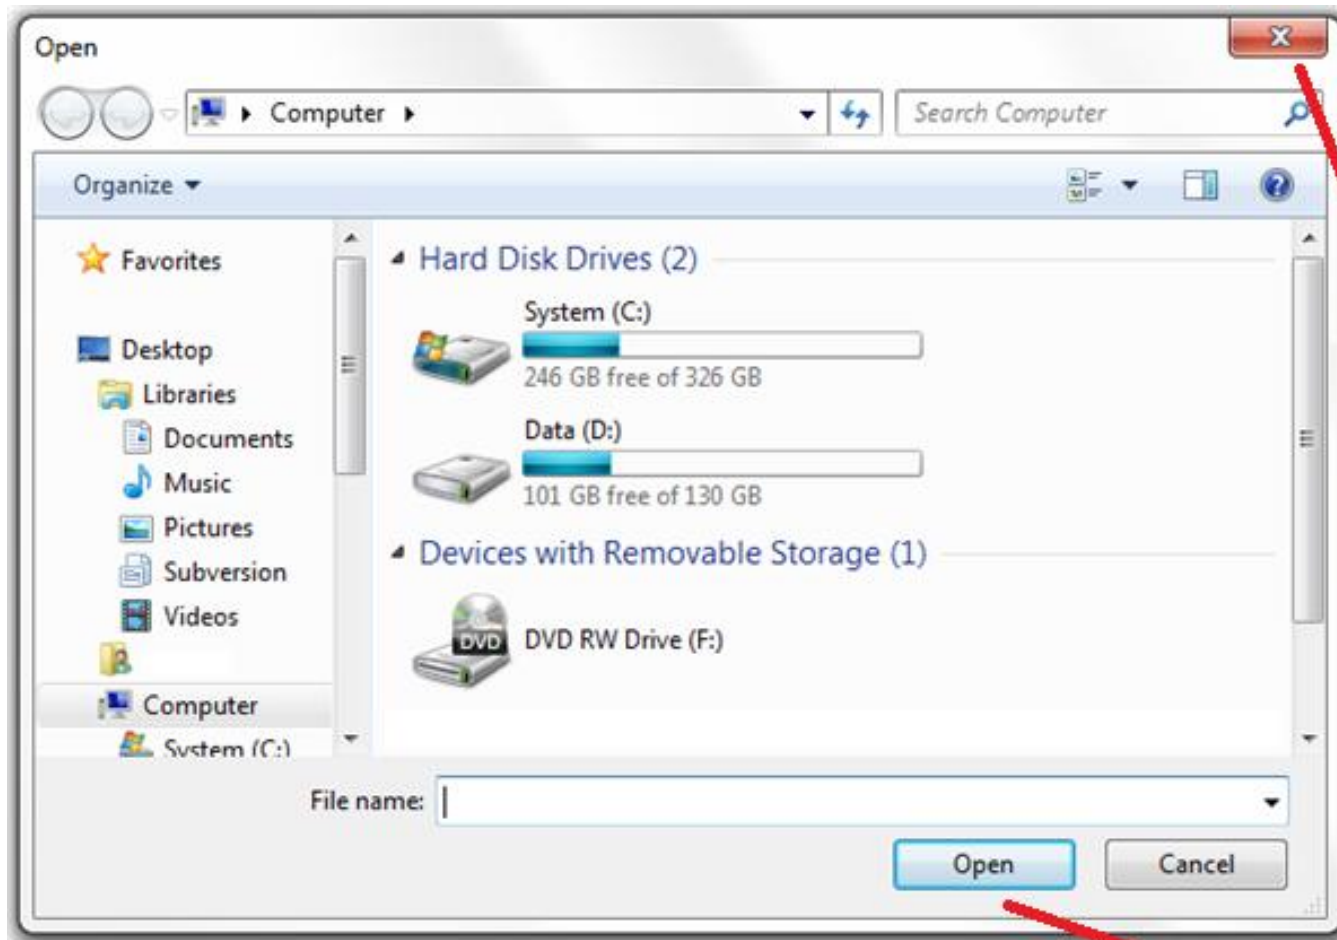 Open
Computer
Search Computer
Organize
Favorites
Desktop
Libraries
Documents
Music
Pictures
Subversion
Videos
Computer
System (C:)
Hard Disk Drives (2)
System (C:)
246 GB free of 326 GB
Data (D:)
101 GB free of 130 GB
Devices with Removable Storage (1)
DVD
DVD RW Drive (F:)
File name:
Open Cancel